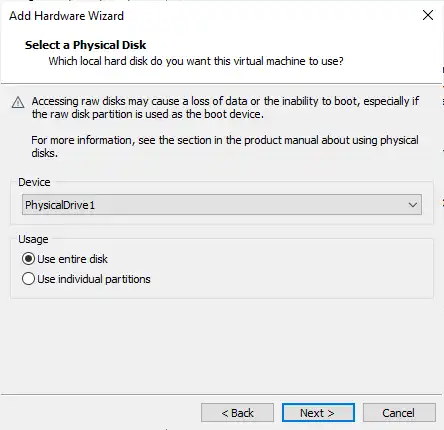 Add Hardware Wizard
Select a Physical Disk
Which local hard disk do you want this virtual machine to use?
Accessing raw disks may cause a loss of data or the inability to boot, especially if
the raw disk partition is used as the boot device.
For more information, see the section in the product manual about using physical
disks.
Device
PhysicalDrive1
Usage
Use entire disk
Use individual partitions
< Back
Next >
Cancel